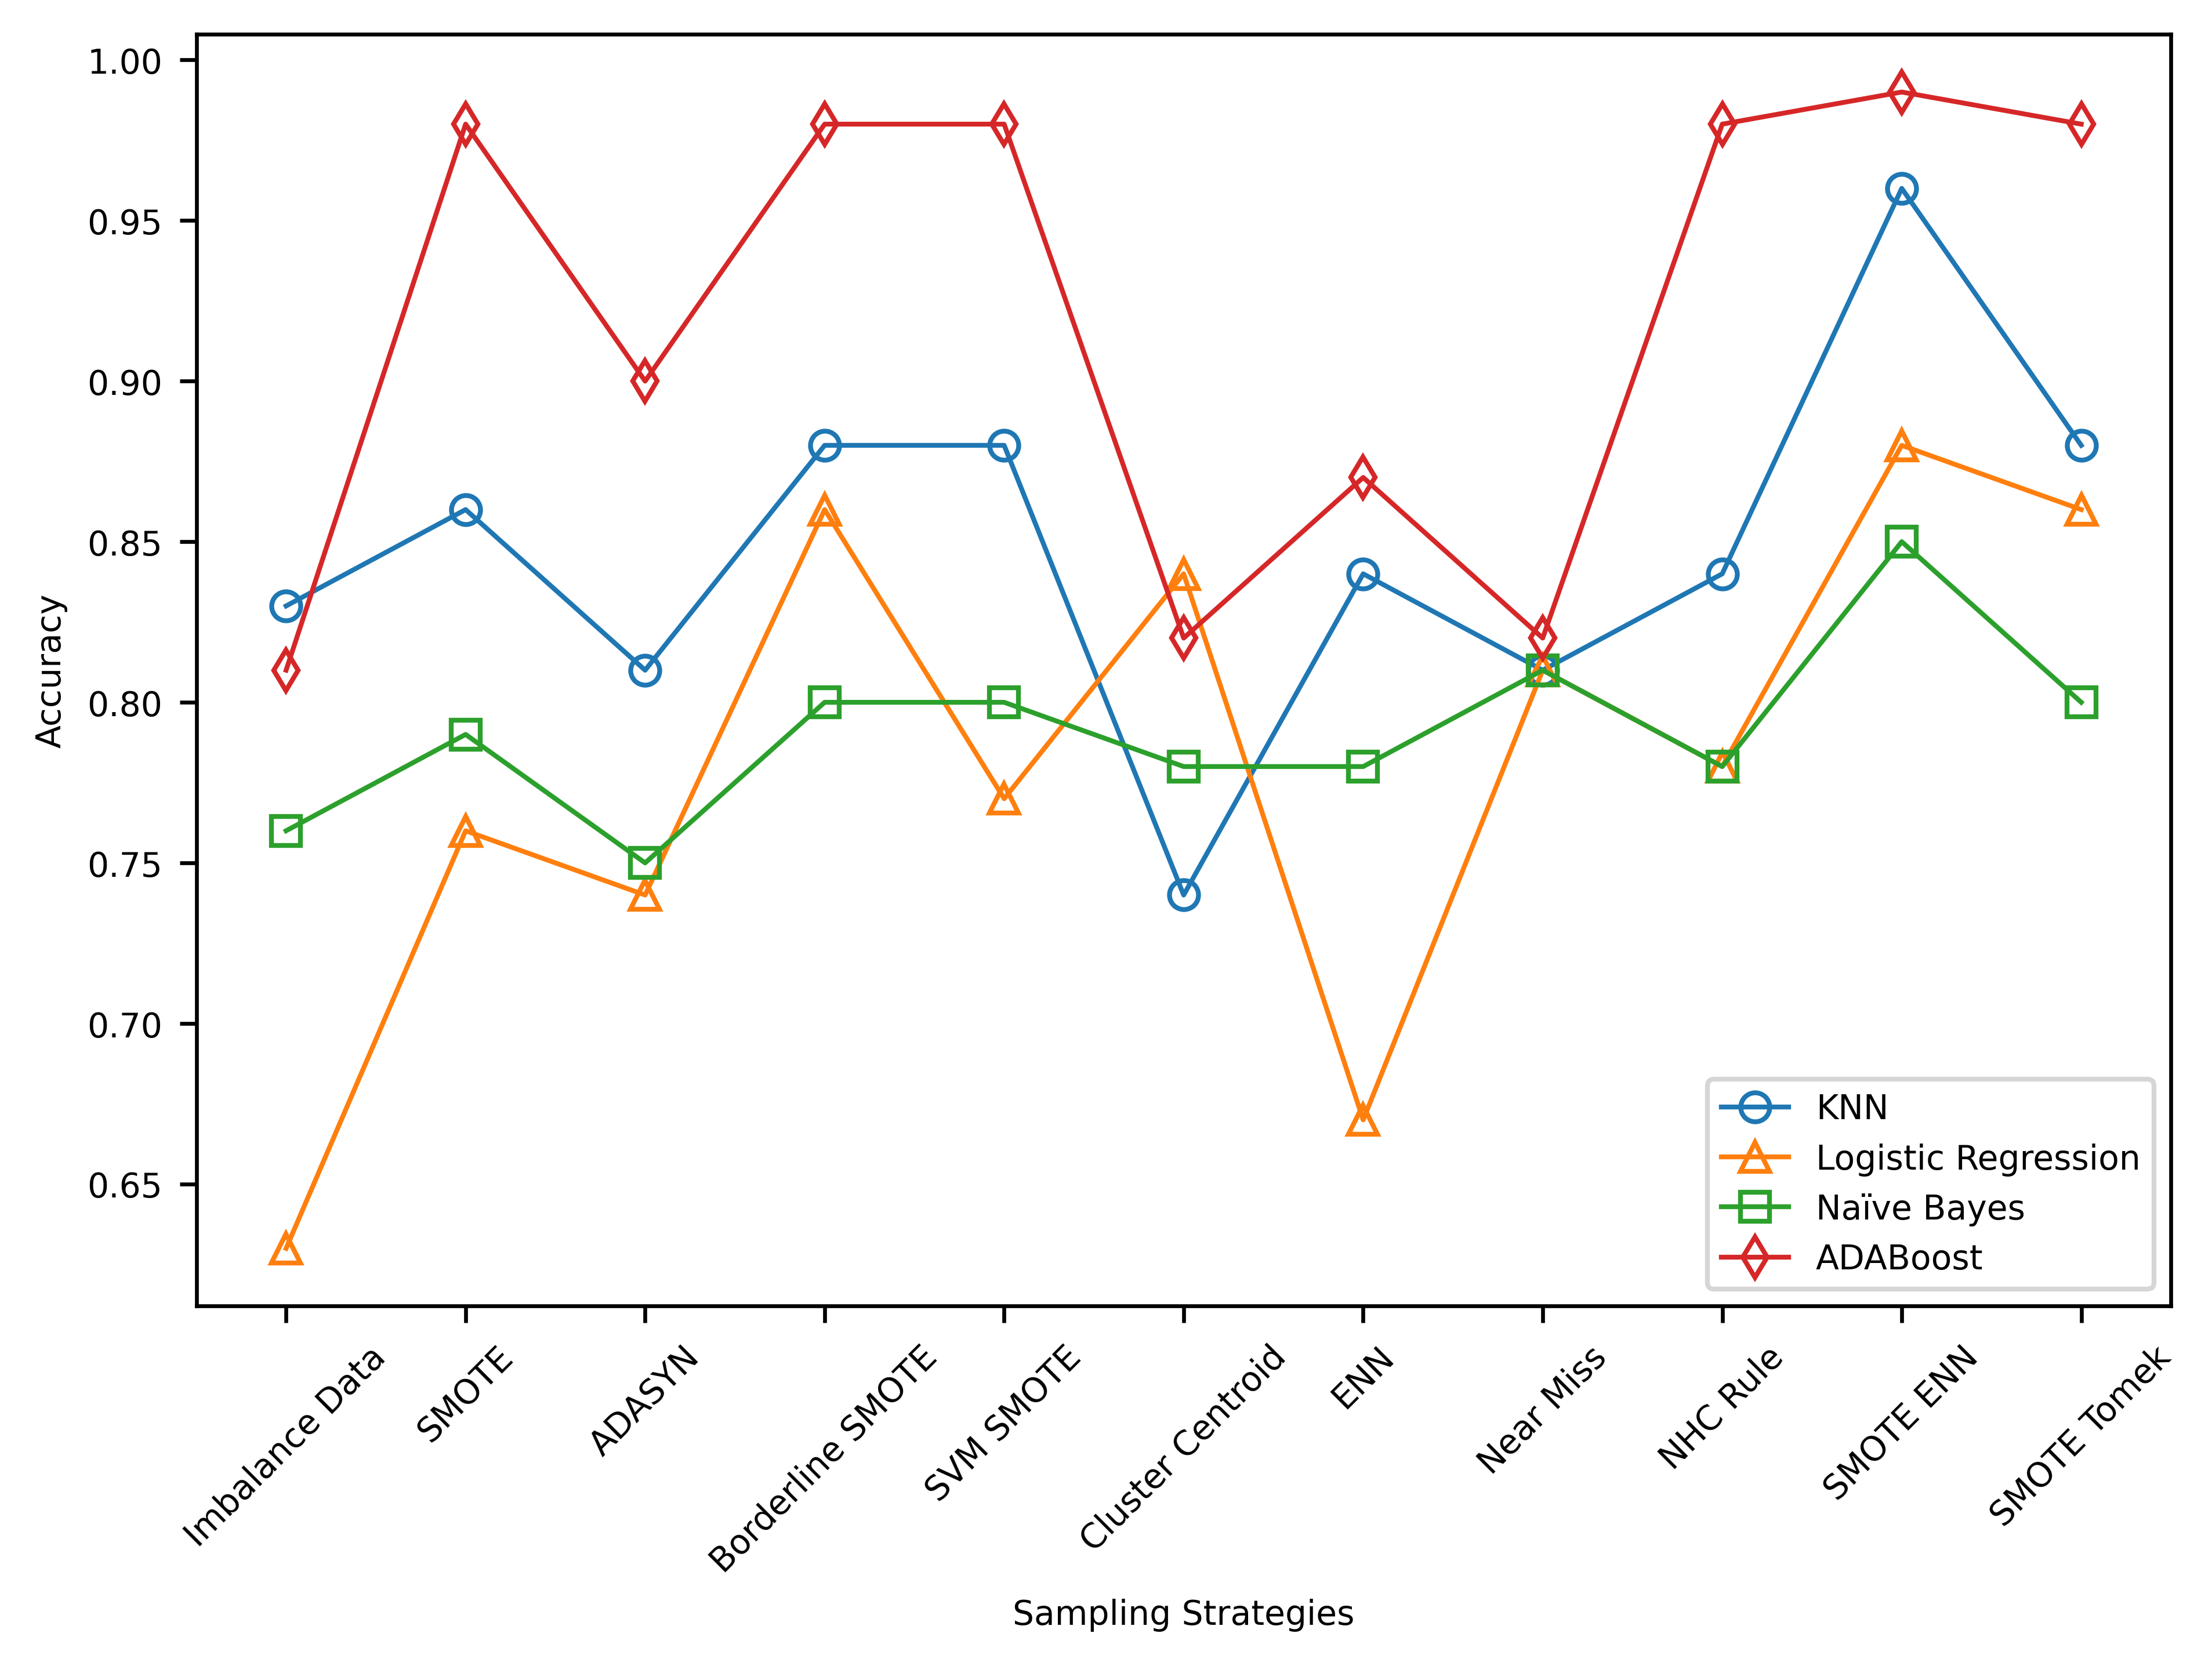 1.00
0.95
0.90
0.85
0.80
0.75
0.70
0.65
Accuracy
KNN
Logistic Regression
Naïve Bayes
ADABoost
Imbalance Data
SMOTE
ADASYN
Borderline SMOTE
SVM SMOTE
Cluster Centroid
ENN
Near Miss
NHC Rule
SMOTE ENN
SMOTE Tomek
Sampling Strategies